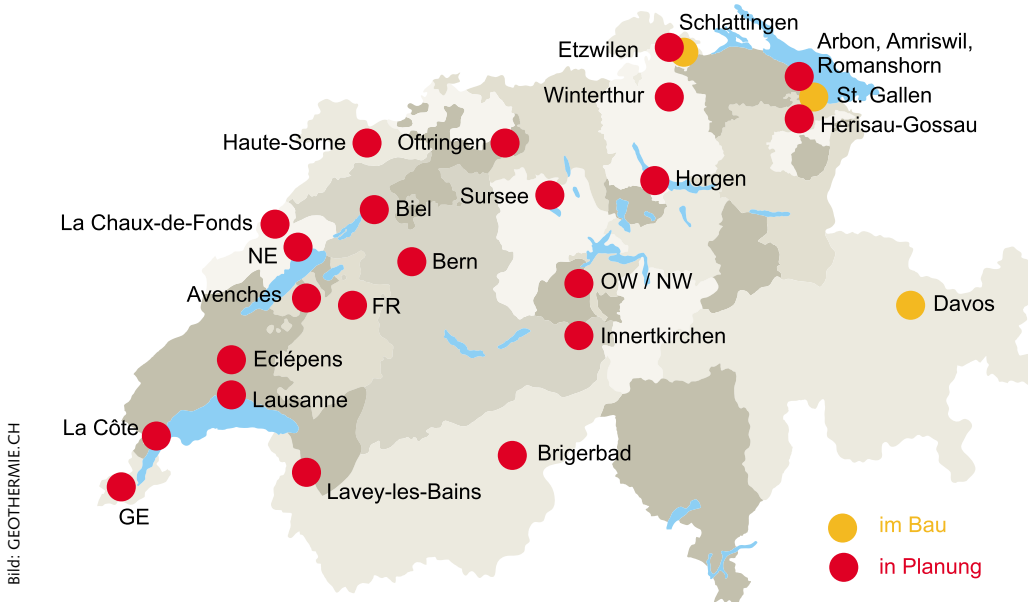 Schlattingen
Etzwilen
Arbon, Amriswil,
Romanshorn
Winterthur
St. Gallen
Herisau-Gossau
Haute-Sorne
Oftringen
Horgen
Sursee
Biel
La Chaux-de-Fonds
NE
Bern
OW / NW
Avenches
FR
Davos
Innertkirchen
Eclépens
Lausanne
La Côte
Brigerbad
Lavey-les-Bains
GE
im Bau
in Planung
Bild: GEOTHERMIE.CH